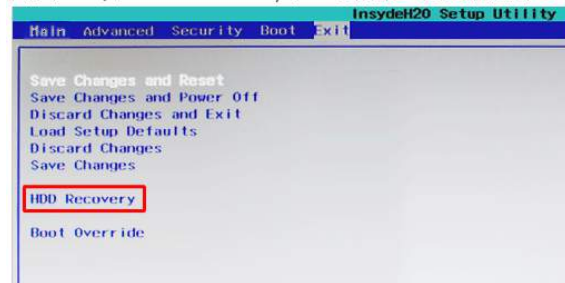 InsydeH20 Setup Utility
Main Advanced Security Boot Exit
Save Changes and Reset
Save Changes and Power Off
Discard Changes and Exit
Load Setup Defaults
Discard Changes
Save Changes
HDD Recovery
Boot Override